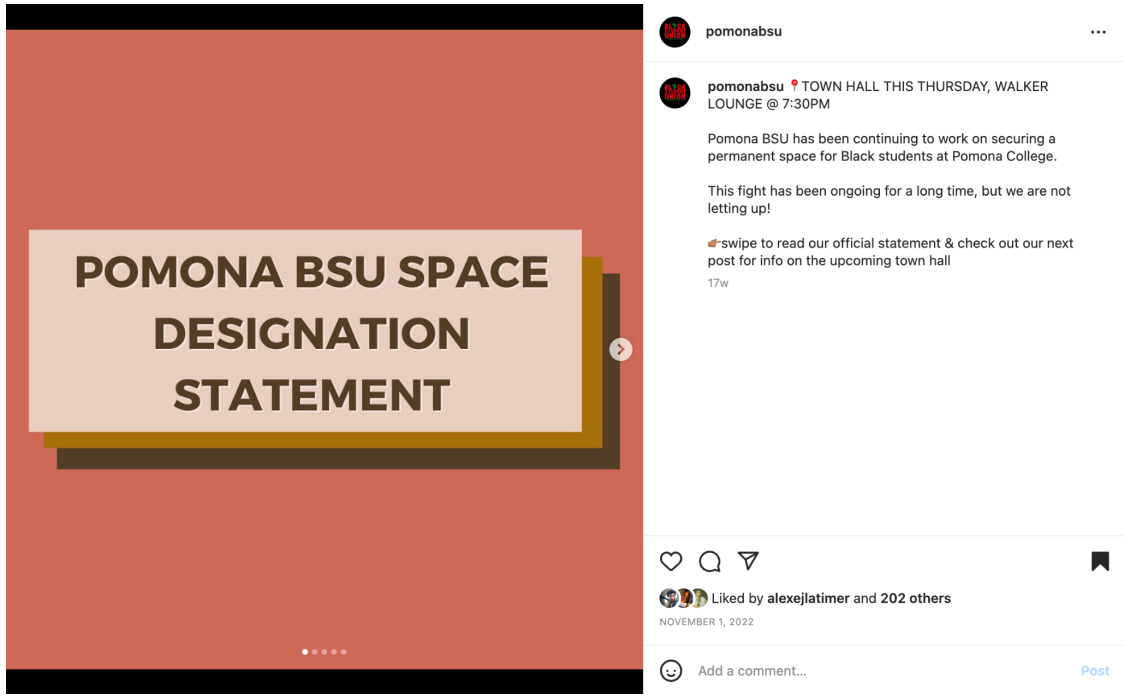 POMONA BSU SPACE
DESIGNATION
STATEMENT
pomonabsu
pomonabsu 📍TOWN HALL THIS THURSDAY, WALKER
LOUNGE @ 7:30PM
Pomona BSU has been continuing to work on securing a
permanent space for Black students at Pomona College.
This fight has been ongoing for a long time, but we are not
letting up!
👉🏽swipe to read our official statement & check out our next
post for info on the upcoming town hall
17w
Liked by alexejlatimer and 202 others
NOVEMBER 1, 2022
Add a comment...
Post